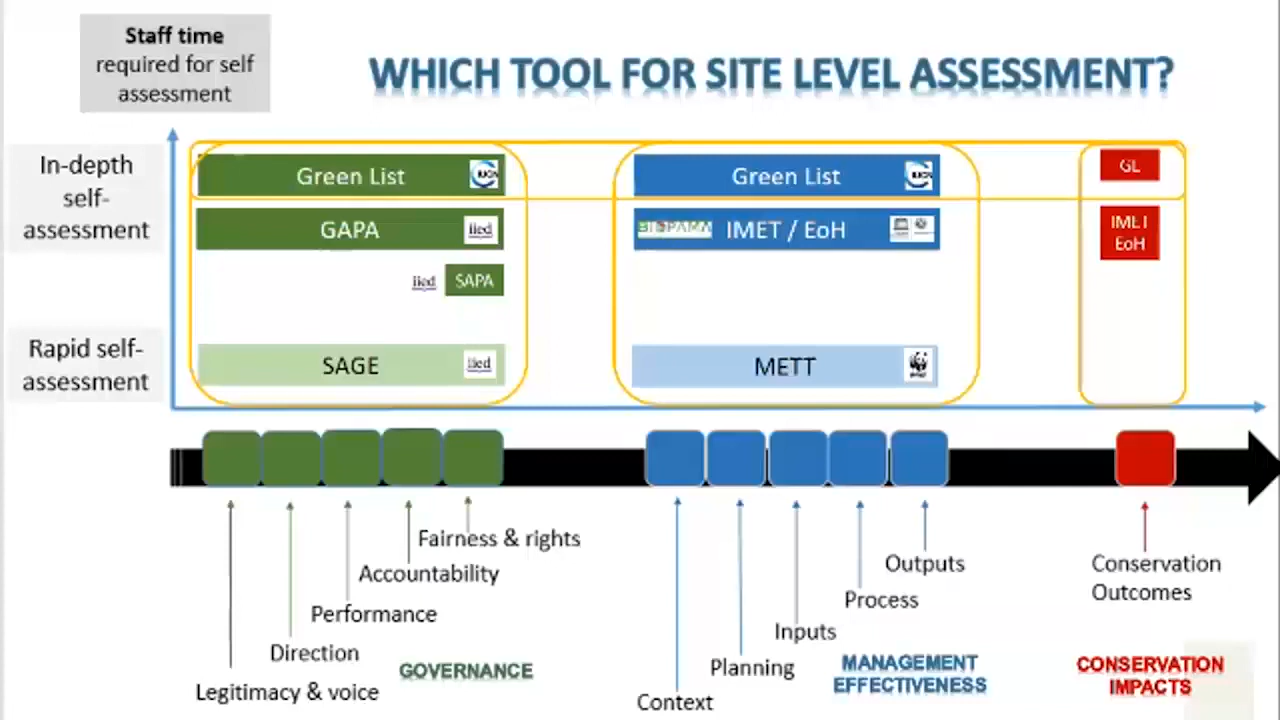 Staff time
required for self
assessment
WHICH TOOL FOR SITE LEVEL ASSESSMENT?
In-depth
self-
assessment
Rapid self-
assessment
Green List
GAPA
iied
iied
SAPA
SAGE
iied
Green List
IMET / EoH
METT
GL
EoH
Fairness & rights
Accountability
Performance
Direction
Legitimacy & voice
GOVERNANCE
Outputs
Process
Inputs
Planning
Context
MANAGEMENT
EFFECTIVENESS
Conservation
Outcomes
CONSERVATION
IMPACTS